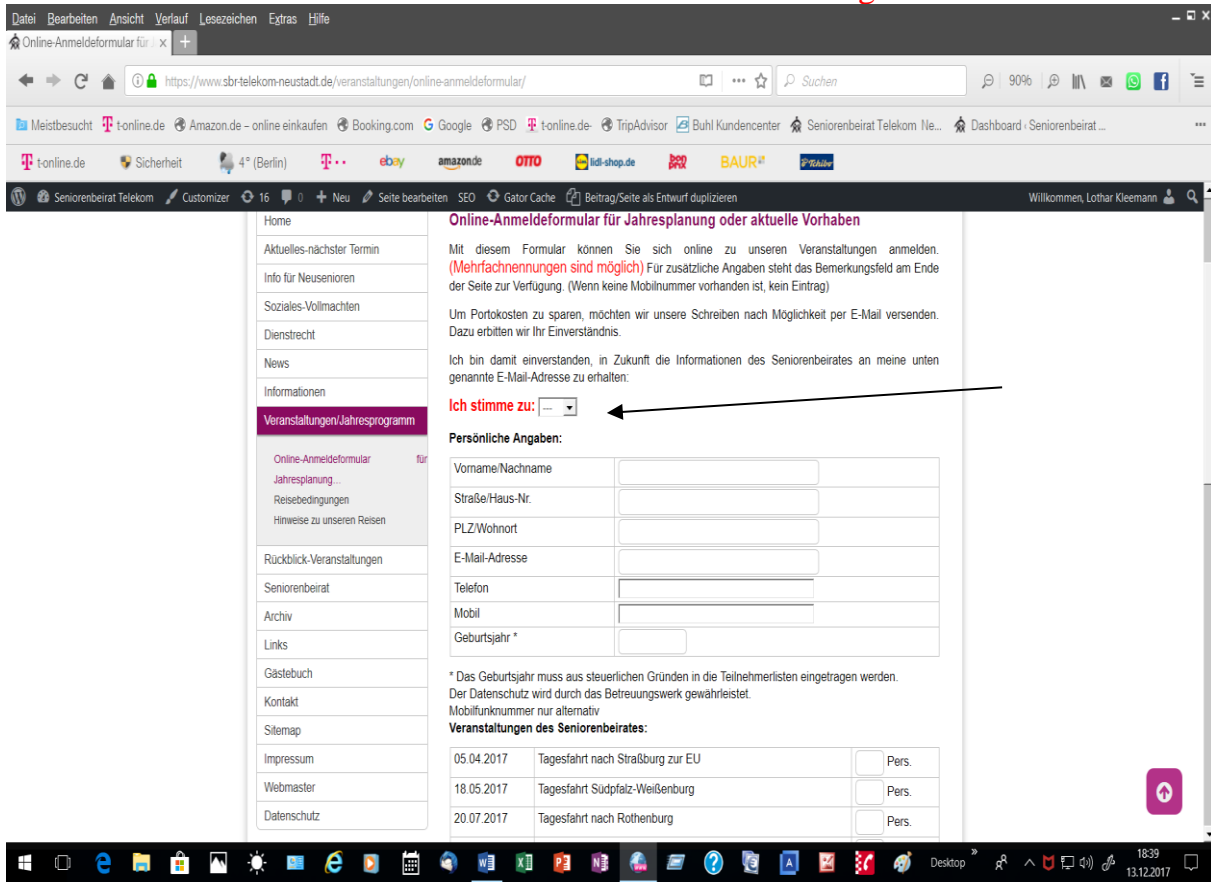 Datei Bearbeiten Ansicht Verlauf Lesezeichen Extras Hilfe
Online-Anmeldeformular für
https://www.sbr-telekom-neustadt.de/veranstaltungen/online-anmeldeformular/
Suchen
90%
Meistbesucht t-online.de Amazon.de – online einkaufen Booking.com Google PSD t-online.de- TripAdvisor Buhl Kundencenter Seniorenbeirat Telekom Ne... Dashboard ‹ Seniorenbeirat ...
t-online.de Sicherheit 4° (Berlin) ebay amazon.de OTTO lidl-shop.de bon prix BAUR Tchibo
Seniorenbeirat Telekom Customizer 16 0 + Neu Seite bearbeiten SEO Gator Cache Beitrag/Seite als Entwurf duplizieren Willkommen, Lothar Kleemann
Home
Aktuelles-nächster Termin
Info für Neusenioren
Soziales-Vollmachten
Dienstrecht
News
Informationen
Veranstaltungen/Jahresprogramm
Online-Anmeldeformular für
Jahresplanung...
Reisebedingungen
Hinweise zu unseren Reisen
Rückblick-Veranstaltungen
Seniorenbeirat
Archiv
Links
Gästebuch
Kontakt
Sitemap
Impressum
Webmaster
Datenschutz
Online-Anmeldeformular für Jahresplanung oder aktuelle Vorhaben
Mit diesem Formular können Sie sich online zu unseren Veranstaltungen anmelden.
(Mehrfachnennungen sind möglich) Für zusätzliche Angaben steht das Bemerkungsfeld am Ende
der Seite zur Verfügung. (Wenn keine Mobilnummer vorhanden ist, kein Eintrag)
Um Portokosten zu sparen, möchten wir unsere Schreiben nach Möglichkeit per E-Mail versenden.
Dazu erbitten wir Ihr Einverständnis.
Ich bin damit einverstanden, in Zukunft die Informationen des Seniorenbeirates an meine unten
genannte E-Mail-Adresse zu erhalten:
Ich stimme zu: ---
Persönliche Angaben:
Vorname/Nachname
Straße/Haus-Nr.
PLZ/Wohnort
E-Mail-Adresse
Telefon
Mobil
Geburtsjahr *
* Das Geburtsjahr muss aus steuerlichen Gründen in die Teilnehmerlisten eingetragen werden.
Der Datenschutz wird durch das Betreuungswerk gewährleistet.
Mobilfunknummer nur alternativ
Veranstaltungen des Seniorenbeirates:
05.04.2017 Tagesfahrt nach Straßburg zur EU Pers.
18.05.2017 Tagesfahrt Südpfalz-Weißenburg Pers.
20.07.2017 Tagesfahrt nach Rothenburg Pers.
Desktop
18:39
13.12.2017